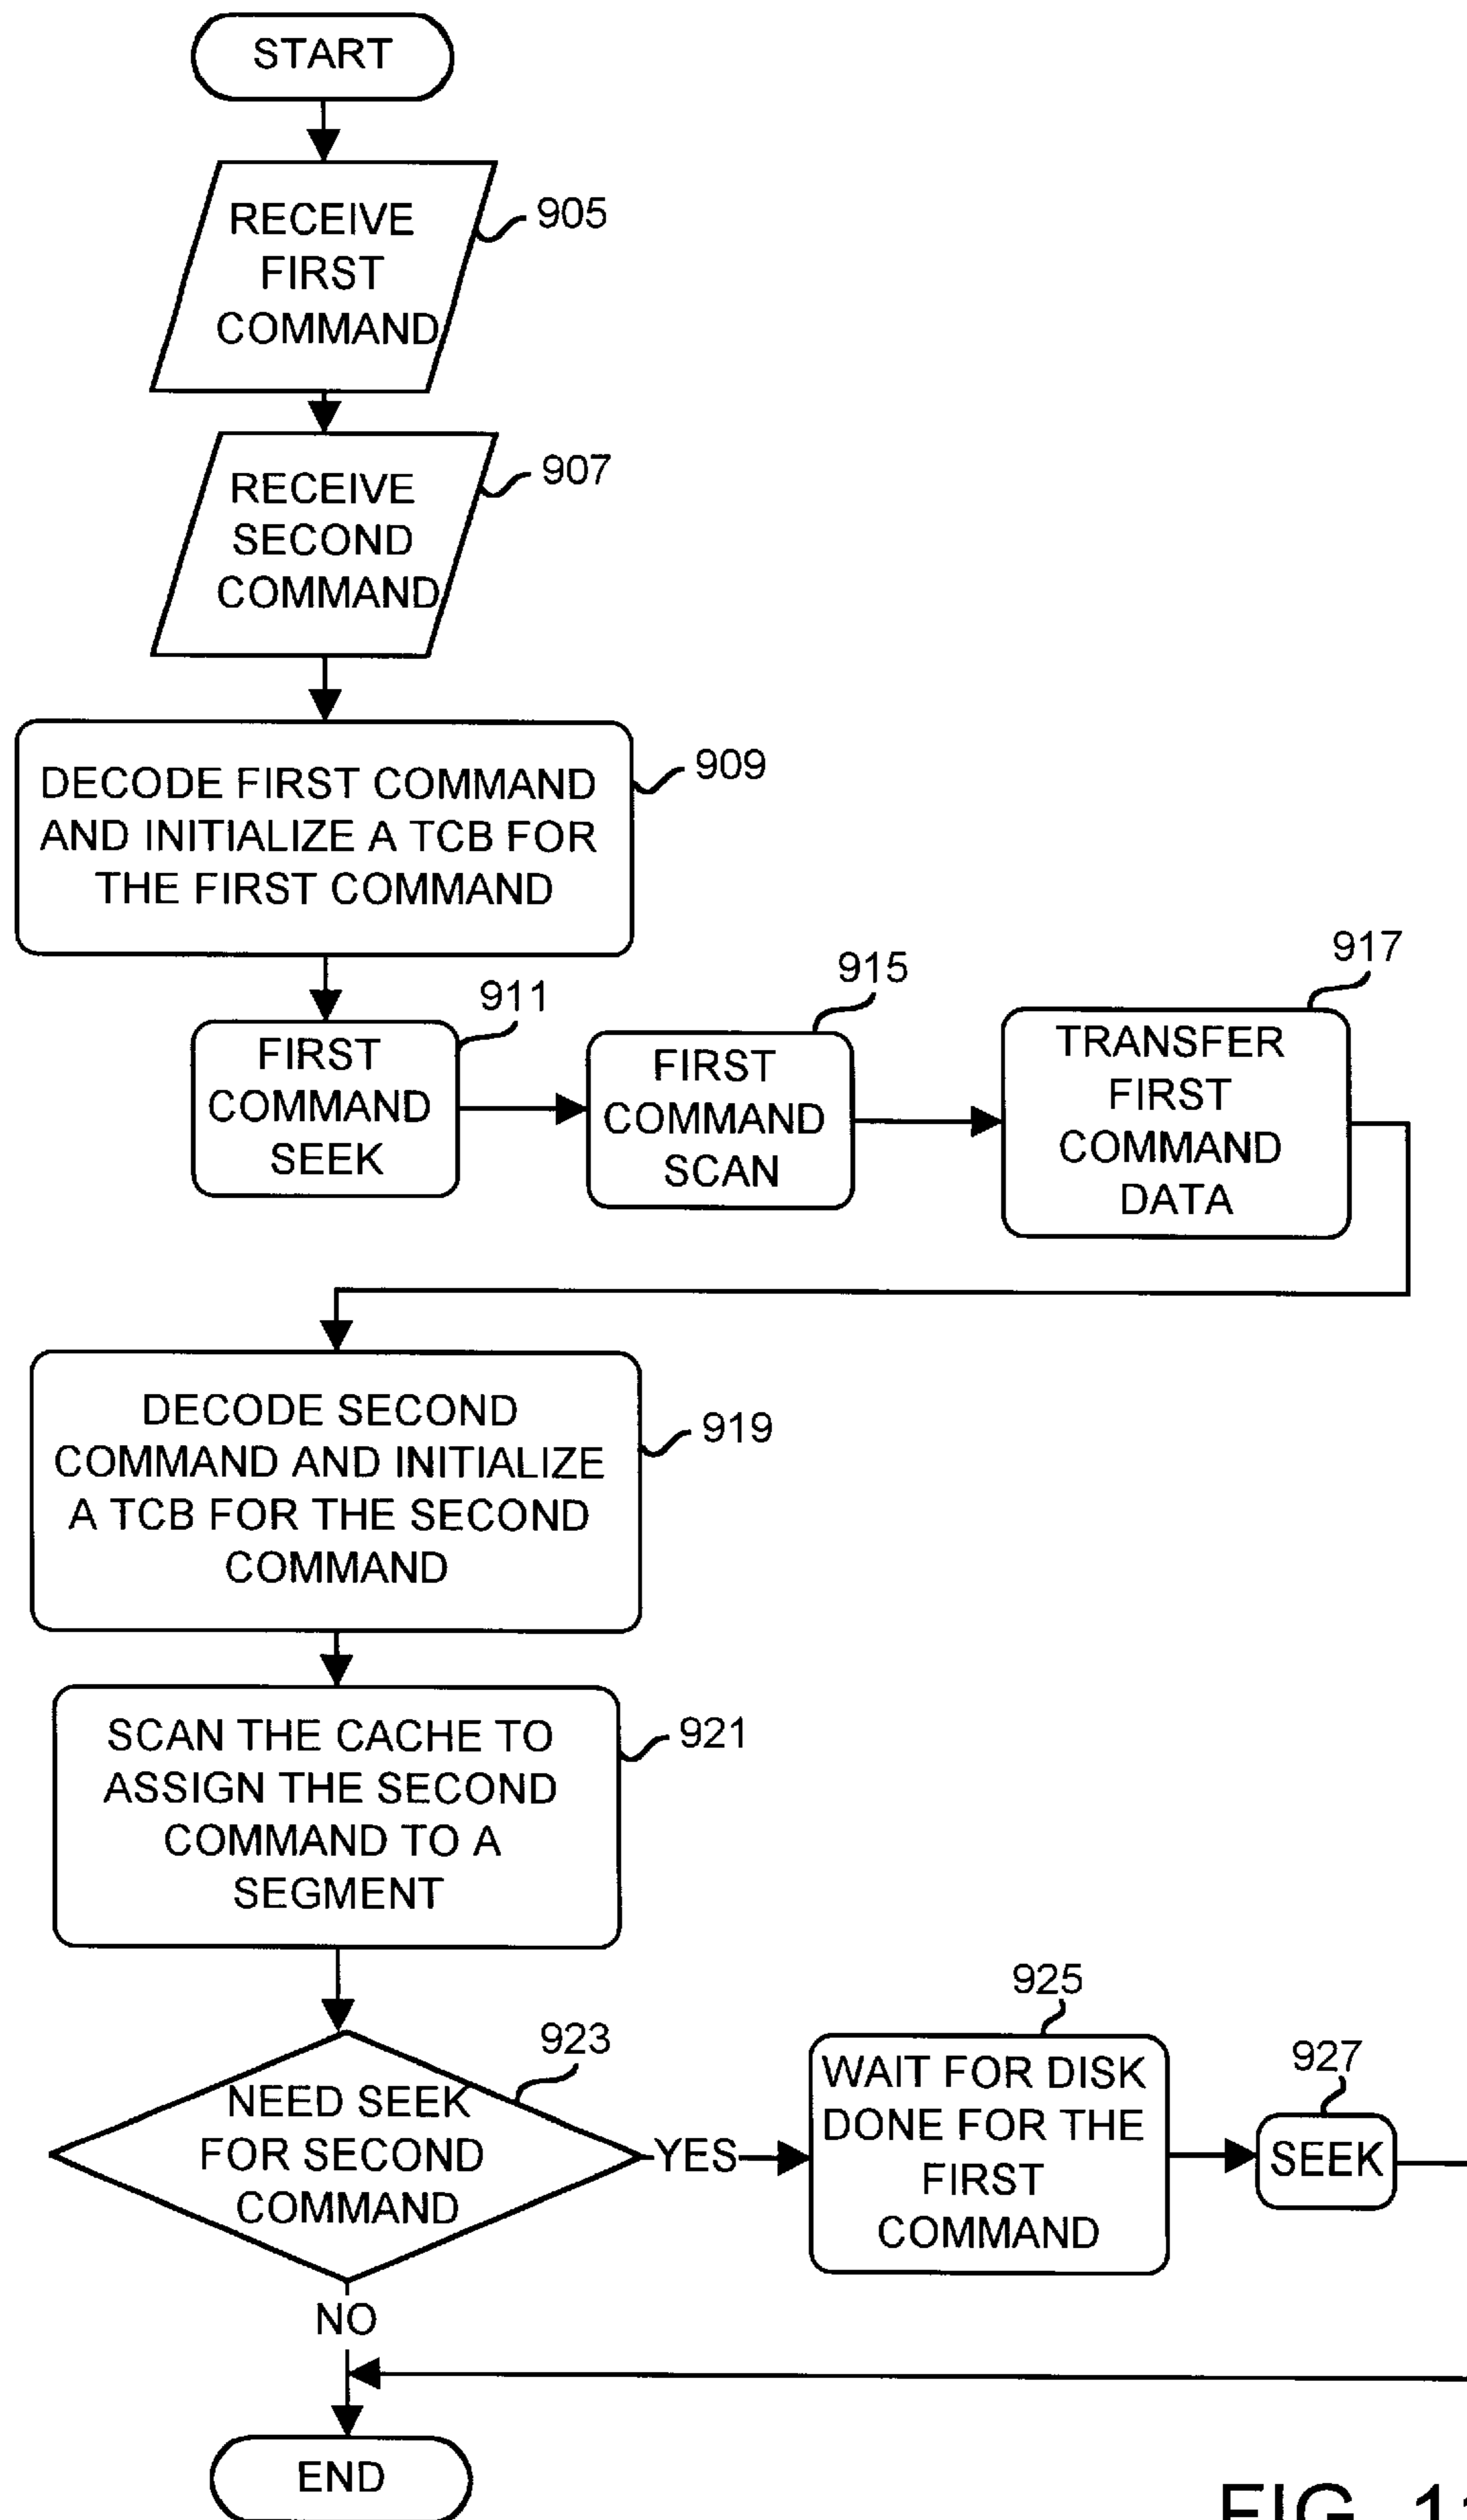 START
RECEIVE
FIRST
COMMAND
905
RECEIVE
SECOND
COMMAND
907
DECODE FIRST COMMAND
AND INITIALIZE A TCB FOR
THE FIRST COMMAND
909
FIRST
COMMAND
SEEK
911
FIRST
COMMAND
SCAN
915
TRANSFER
FIRST
COMMAND
DATA
917
DECODE SECOND
COMMAND AND INITIALIZE
A TCB FOR THE SECOND
COMMAND
919
SCAN THE CACHE TO
ASSIGN THE SECOND
COMMAND TO A
SEGMENT
921
NEED SEEK
FOR SECOND
COMMAND
923
YES
WAIT FOR DISK
DONE FOR THE
FIRST
COMMAND
925
SEEK
927
NO
END
FIG.